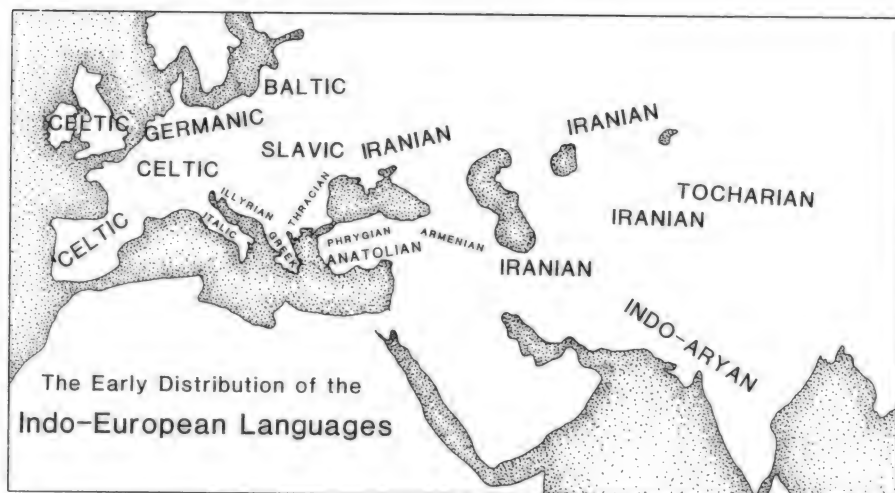 BALTIC
CELTIC
GERMANIC
IRANIAN
SLAVIC
IRANIAN
CELTIC
TOCHARIAN
IRANIAN
ILLYRIAN
THRACIAN
ITALIC
GREEK
CELTIC
PHRYGIAN
ARMENIAN
ANATOLIAN
IRANIAN
INDO-ARYAN
The Early Distribution of the
Indo-European Languages